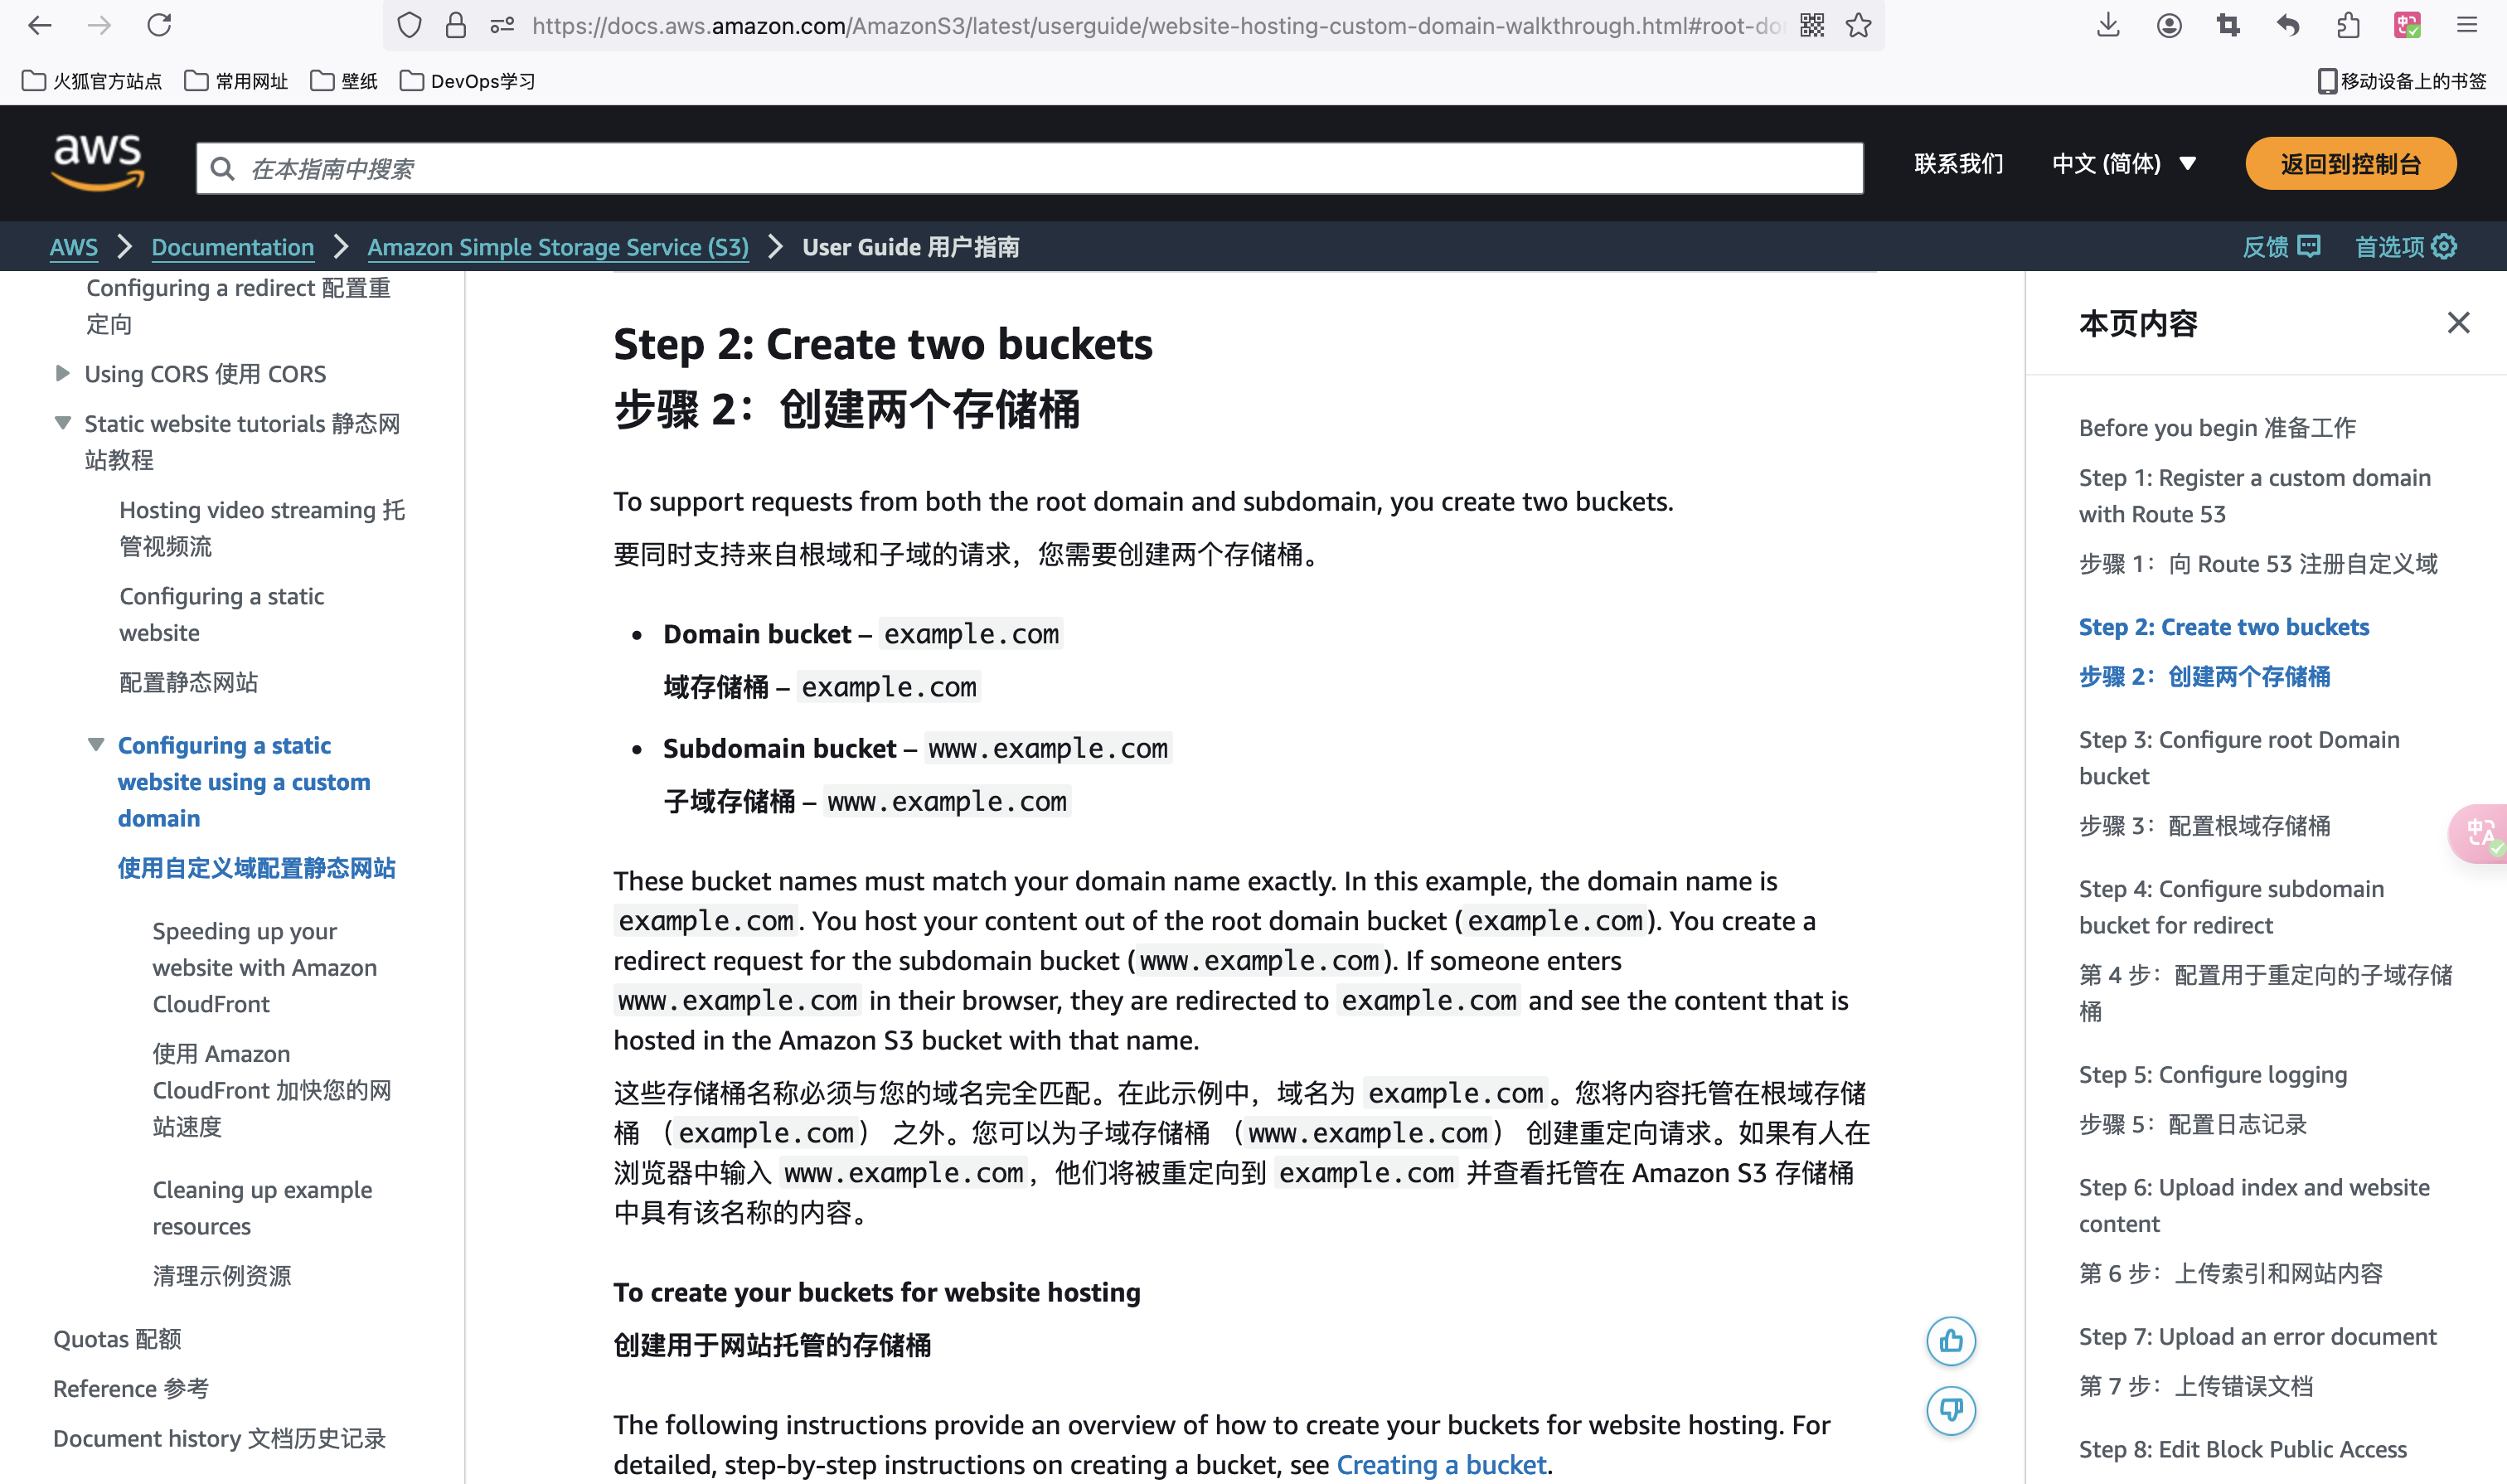 https://docs.aws.amazon.com/AmazonS3/latest/userguide/website-hosting-custom-domain-walkthrough.html#root-do
火狐官方站点
常用网址
壁纸
DevOps学习
移动设备上的书签
aws
在本指南中搜索
联系我们
中文 (简体)
返回到控制台
AWS
Documentation
Amazon Simple Storage Service (S3)
User Guide 用户指南
反馈
首选项
Configuring a redirect 配置重
定向
Using CORS 使用 CORS
Static website tutorials 静态网
站教程
Hosting video streaming 托
管视频流
Configuring a static
website
配置静态网站
Configuring a static
website using a custom
domain
使用自定义域配置静态网站
Speeding up your
website with Amazon
CloudFront
使用 Amazon
CloudFront 加快您的网
站速度
Cleaning up example
resources
清理示例资源
Quotas 配额
Reference 参考
Document history 文档历史记录
Step 2: Create two buckets
步骤 2：创建两个存储桶
To support requests from both the root domain and subdomain, you create two buckets.
要同时支持来自根域和子域的请求，您需要创建两个存储桶。
• Domain bucket – example.com
域存储桶 – example.com
• Subdomain bucket – www.example.com
子域存储桶 – www.example.com
These bucket names must match your domain name exactly. In this example, the domain name is
example.com. You host your content out of the root domain bucket (example.com). You create a
redirect request for the subdomain bucket (www.example.com). If someone enters
www.example.com in their browser, they are redirected to example.com and see the content that is
hosted in the Amazon S3 bucket with that name.
这些存储桶名称必须与您的域名完全匹配。在此示例中，域名为 example.com。您将内容托管在根域存储
桶 （example.com） 之外。您可以为子域存储桶 （www.example.com） 创建重定向请求。如果有人在
浏览器中输入 www.example.com，他们将被重定向到 example.com 并查看托管在 Amazon S3 存储桶
中具有该名称的内容。
To create your buckets for website hosting
创建用于网站托管的存储桶
The following instructions provide an overview of how to create your buckets for website hosting. For
detailed, step-by-step instructions on creating a bucket, see Creating a bucket.
本页内容
Before you begin 准备工作
Step 1: Register a custom domain
with Route 53
步骤 1：向 Route 53 注册自定义域
Step 2: Create two buckets
步骤 2：创建两个存储桶
Step 3: Configure root Domain
bucket
步骤 3：配置根域存储桶
Step 4: Configure subdomain
bucket for redirect
第 4 步：配置用于重定向的子域存储
桶
Step 5: Configure logging
步骤 5：配置日志记录
Step 6: Upload index and website
content
第 6 步：上传索引和网站内容
Step 7: Upload an error document
第 7 步：上传错误文档
Step 8: Edit Block Public Access